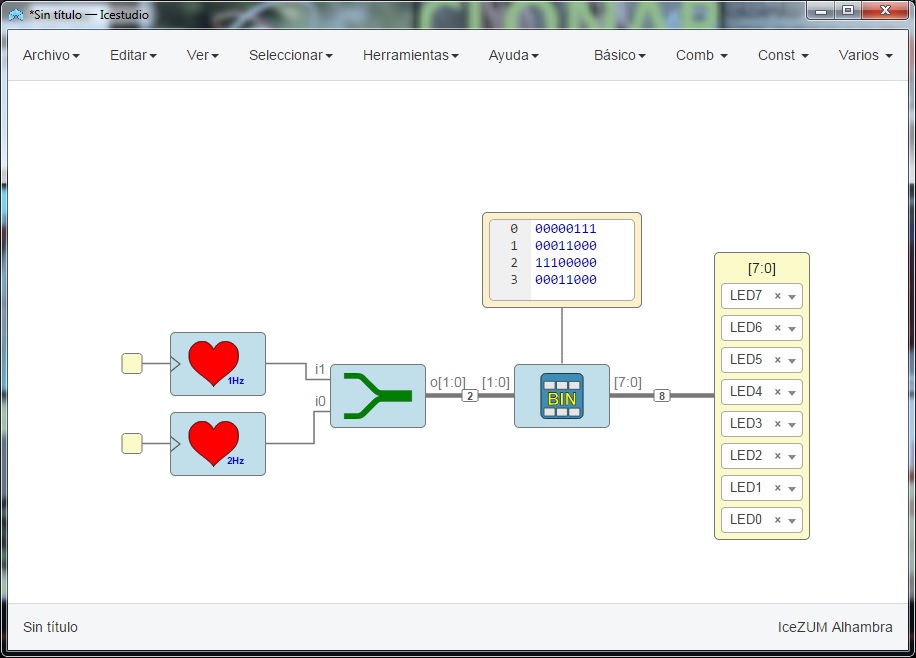 *Sin título — Icestudio
Archivo Editar Ver Seleccionar Herramientas Ayuda Básico Comb Const Varios
0 00000111
1 00011000
2 11100000
3 00011000
[7:0]
LED7 ×
LED6 ×
LED5 ×
LED4 ×
LED3 ×
LED2 ×
LED1 ×
LED0 ×
1Hz
i1
i0
2Hz
o[1:0]
2
[1:0]
BIN
[7:0]
8
Sin título
IceZUM Alhambra